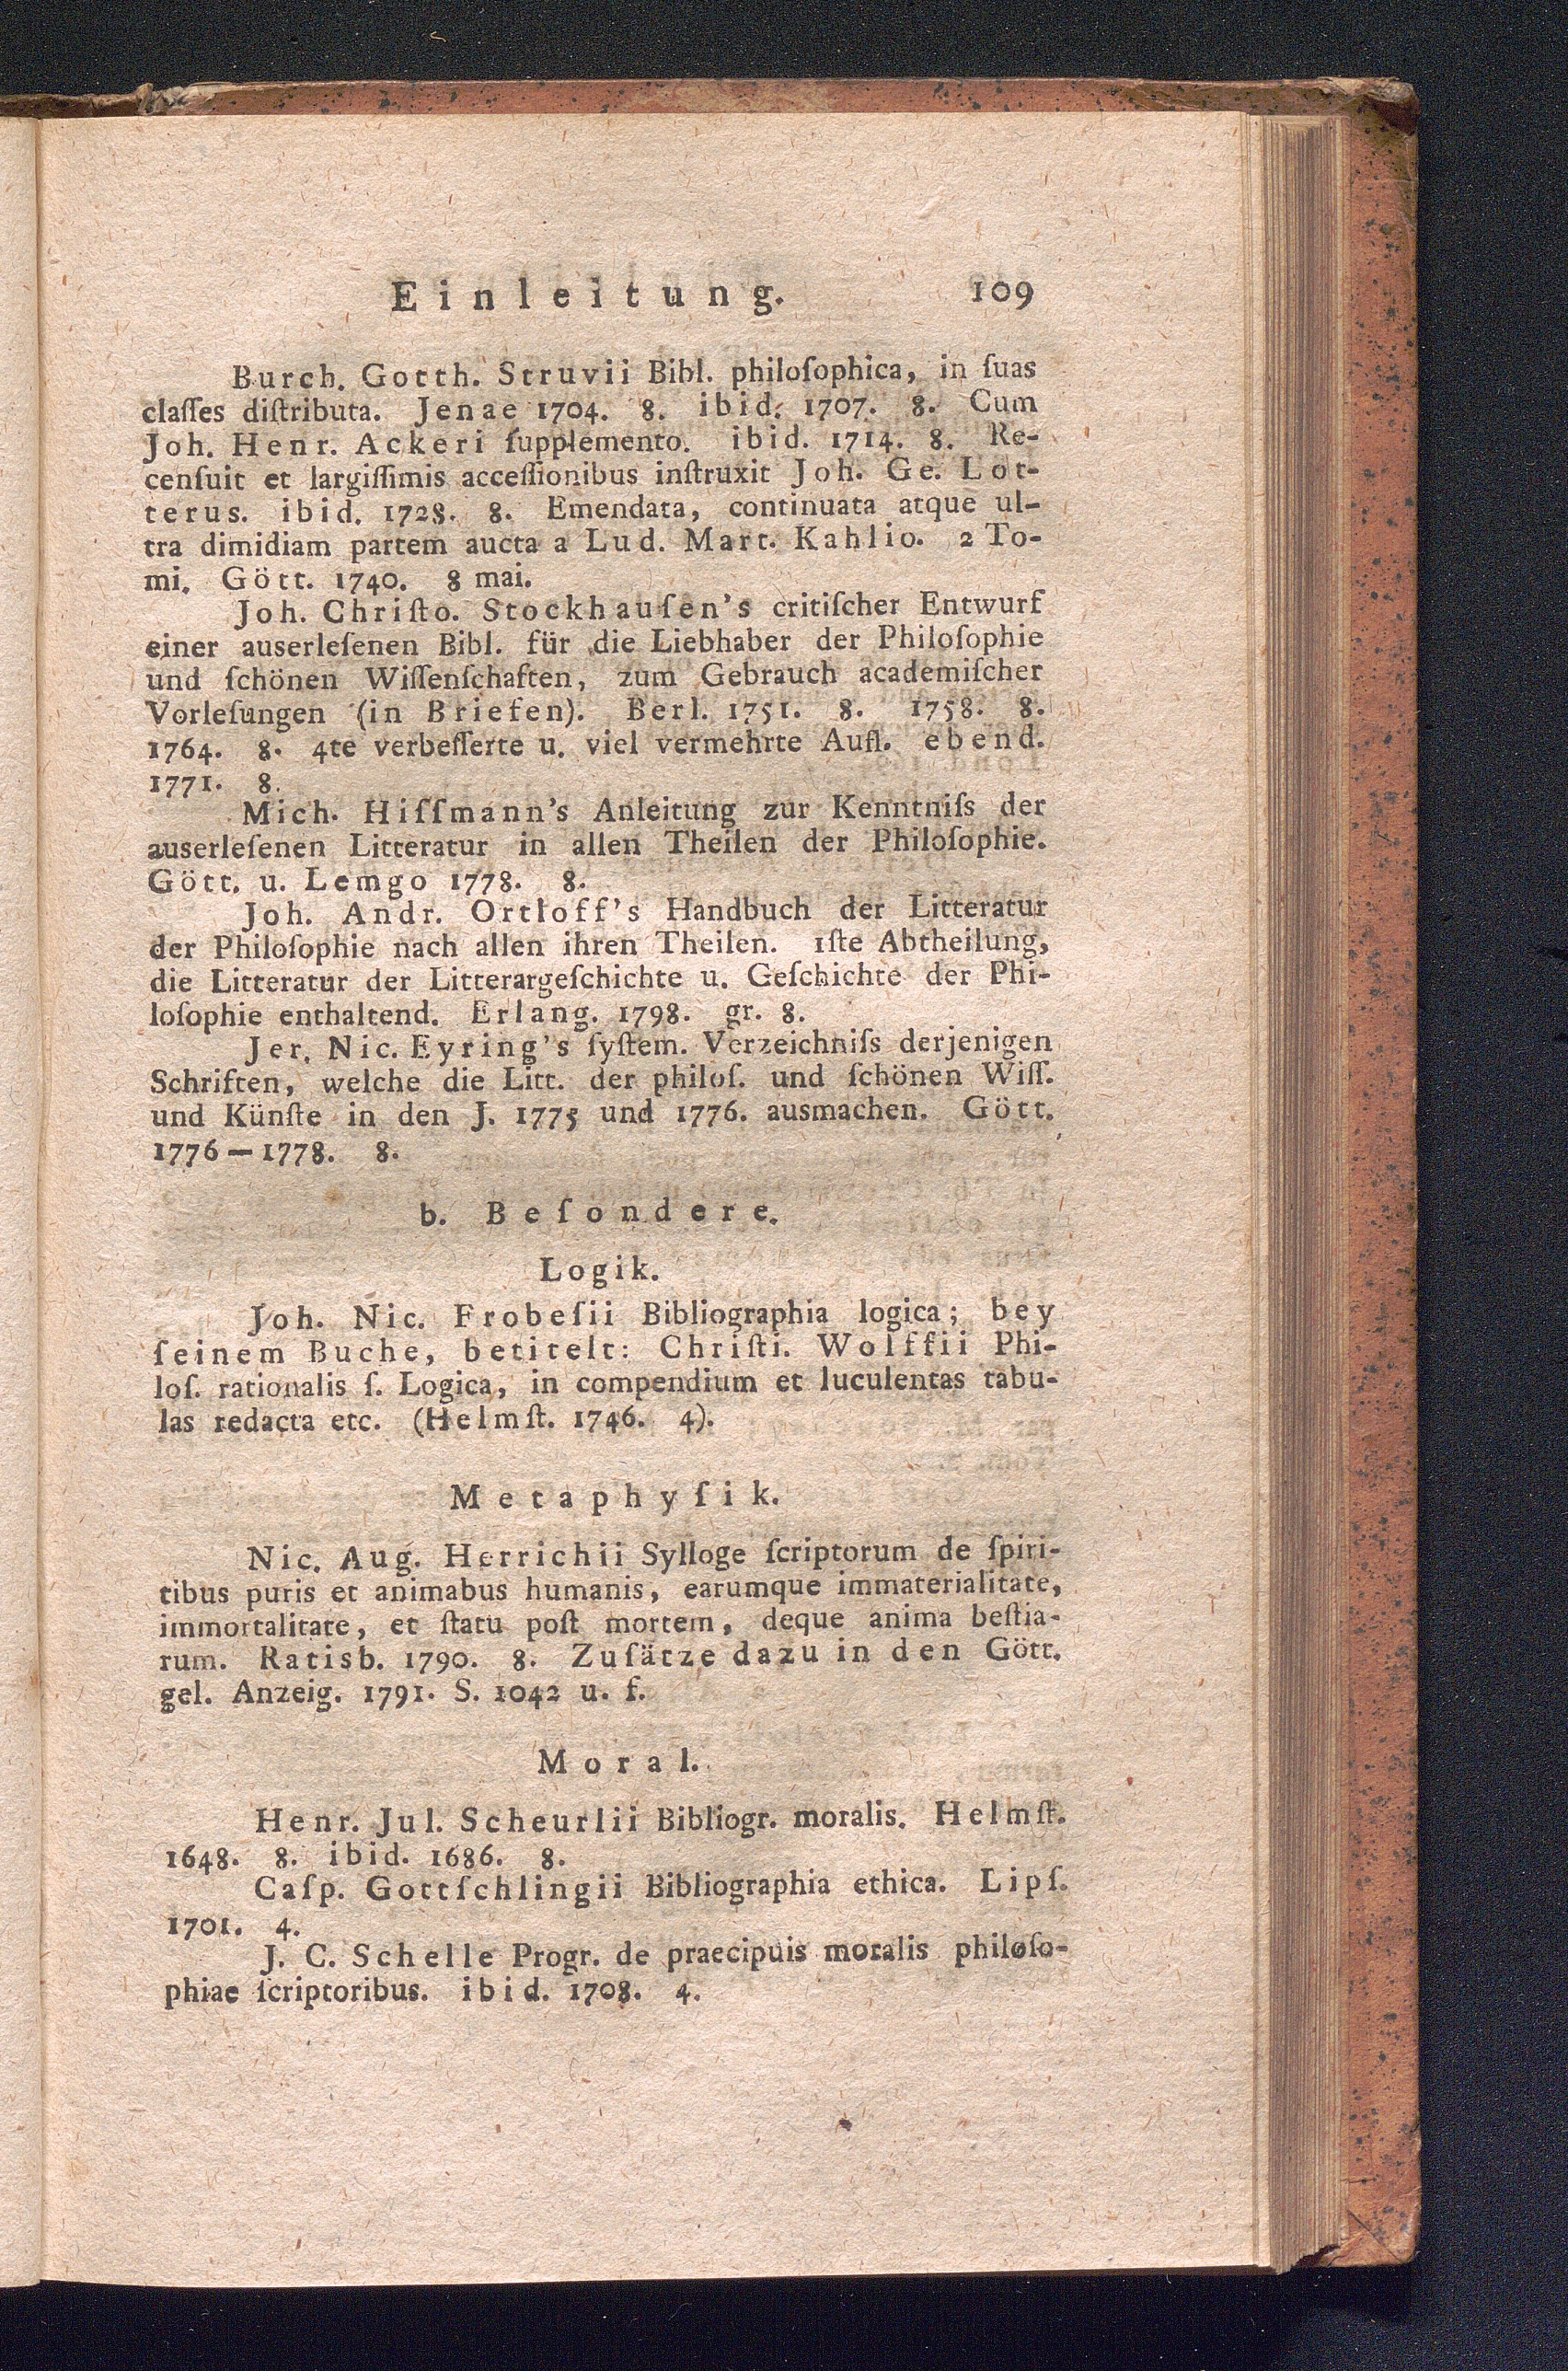 Einleitung. 109
Burch. Gotth. Struvii Bibl. philoſophica, in ſuas
claſſes diſtributa. Jenae 1704. 8. ibid. 1707. 8. Cum
Joh. Henr. Ackeri ſupplemento. ibid. 1714. 8. Re-
cenſuit et largiſſimis acceſſionibus inſtruxit Joh. Ge. Lot-
terus. ibid. 1728. 8. Emendata, continuata atque ul-
tra dimidiam partem aucta a Lud. Mart. Kahlio. 2 To-
mi. Gött. 1740. 8 mai.
Joh. Chriſto. Stockhauſen's critiſcher Entwurf
einer auserleſenen Bibl. für die Liebhaber der Philoſophie
und ſchönen Wiſſenſchaften, zum Gebrauch academiſcher
Vorleſungen (in Briefen). Berl. 1751. 8. 1758. 8.
1764. 8. 4te verbeſſerte u. viel vermehrte Aufl. ebend.
1771. 8.
Mich. Hiſſmann's Anleitung zur Kenntniſs der
auserleſenen Litteratur in allen Theilen der Philoſophie.
Gött. u. Lemgo 1778. 8.
Joh. Andr. Ortloff's Handbuch der Litteratur
der Philoſophie nach allen ihren Theilen. 1ſte Abtheilung,
die Litteratur der Litterargeſchichte u. Geſchichte der Phi-
loſophie enthaltend. Erlang. 1798. gr. 8.
Jer. Nic. Eyring's ſyſtem. Verzeichniſs derjenigen
Schriften, welche die Litt. der philoſ. und ſchönen Wiſſ.
und Künſte in den J. 1775 und 1776. ausmachen. Gött.
1776—1778. 8.
b. Beſondere.
Logik.
Joh. Nic. Frobeſii Bibliographia logica; bey
ſeinem Buche, betitelt: Chriſti. Wolffii Phi-
loſ. rationalis ſ. Logica, in compendium et luculentas tabu-
las redacta etc. (Helmſt. 1746. 4).
Metaphyſik.
Nic. Aug. Herrichii Sylloge ſcriptorum de ſpiri-
tibus puris et animabus humanis, earumque immaterialitate,
immortalitate, et ſtatu poſt mortem, deque anima beſtia-
rum. Ratisb. 1790. 8. Zuſätze dazu in den Gött.
gel. Anzeig. 1791. S. 1042 u. f.
Moral.
Henr. Jul. Scheurlii Bibliogr. moralis. Helmſt.
1648. 8. ibid. 1686. 8.
Caſp. Gottſchlingii Bibliographia ethica. Lipſ.
1701. 4.
J. C. Schelle Progr. de praecipuis moralis philoſo-
phiae ſcriptoribus. ibid. 1708. 4.